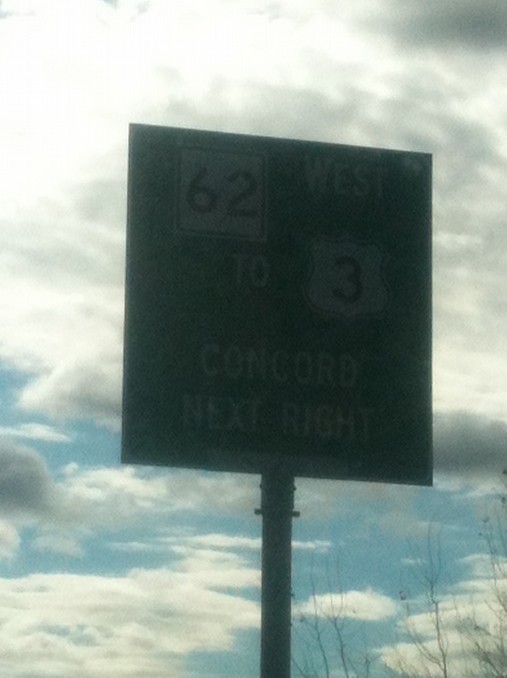 62 WEST
TO 3
CONCORD
NEXT RIGHT